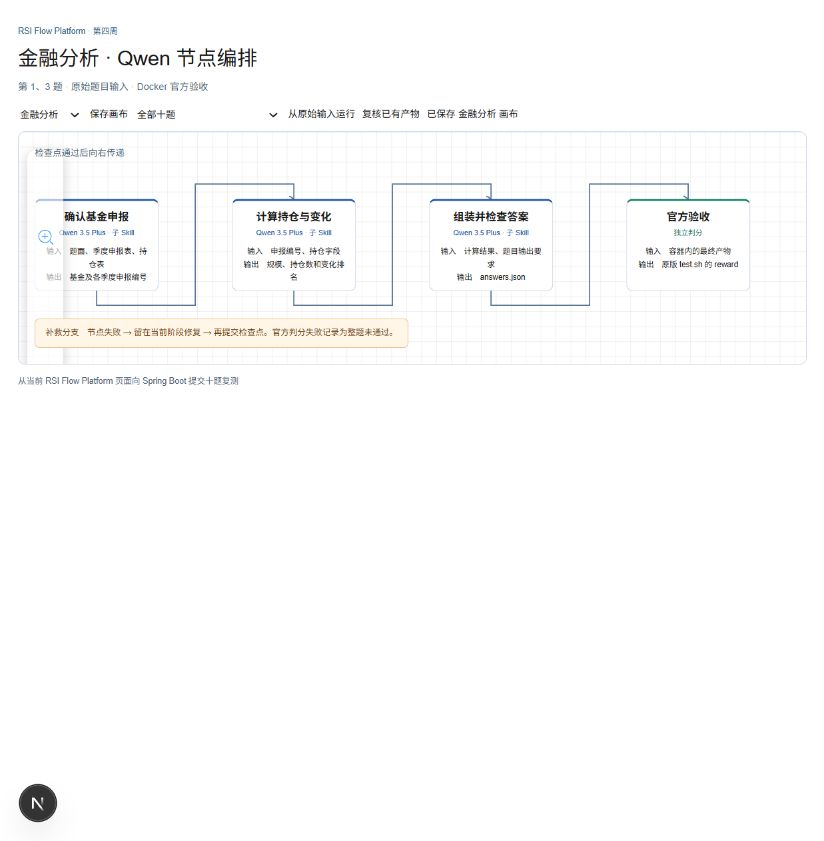 RSI Flow Platform · 第四周
金融分析 · Qwen 节点编排
第 1、3 题 · 原始题目输入 · Docker 官方验收
金融分析 保存画布 全部十题 从原始输入运行 复核已有产物 已保存 金融分析 画布
检查点通过后向右传递
确认基金申报
Qwen 3.5 Plus · 子 Skill
输入 题面、季度申报表、持
仓表
输出 基金及各季度申报编号
计算持仓与变化
Qwen 3.5 Plus · 子 Skill
输入 申报编号、持仓字段
输出 规模、持仓数和变化排
名
组装并检查答案
Qwen 3.5 Plus · 子 Skill
输入 计算结果、题目输出要
求
输出 answers.json
官方验收
独立判分
输入 容器内的最终产物
输出 原版 test.sh 的 reward
补救分支 节点失败 → 留在当前阶段修复 → 再提交检查点。官方判分失败记录为整题未通过。
从当前 RSI Flow Platform 页面向 Spring Boot 提交十题复测
N